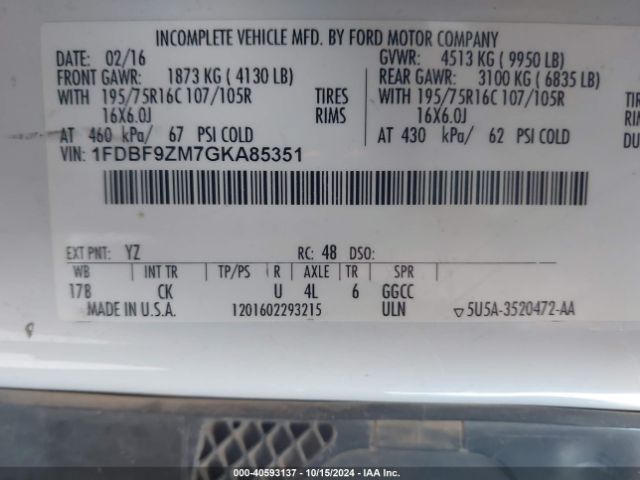 INCOMPLETE VEHICLE MFD. BY FORD MOTOR COMPANY
DATE: 02/16 GVWR: 4513 KG ( 9950 LB)
FRONT GAWR: 1873 KG ( 4130 LB) REAR GAWR: 3100 KG ( 6835 LB)
WITH 195/75R16C 107/105R TIRES WITH 195/75R16C 107/105R TIRE
16X6.0J RIMS 16X6.0J RIM
AT 460 kPa/ 67 PSI COLD AT 430 kPa/ 62 PSI COLD DU
VIN: 1FDBF9ZM7GKA85351
EXT PNT: YZ RC: 48 DSO:
WB INT TR TP/PS R AXLE TR SPR
178 CK U 4L 6 GGCC
MADE IN U.S.A. 1201602293215 ULN ▽5U5A-3520472-AA
000-40593137 - 10/15/2024 - IAA Inc.